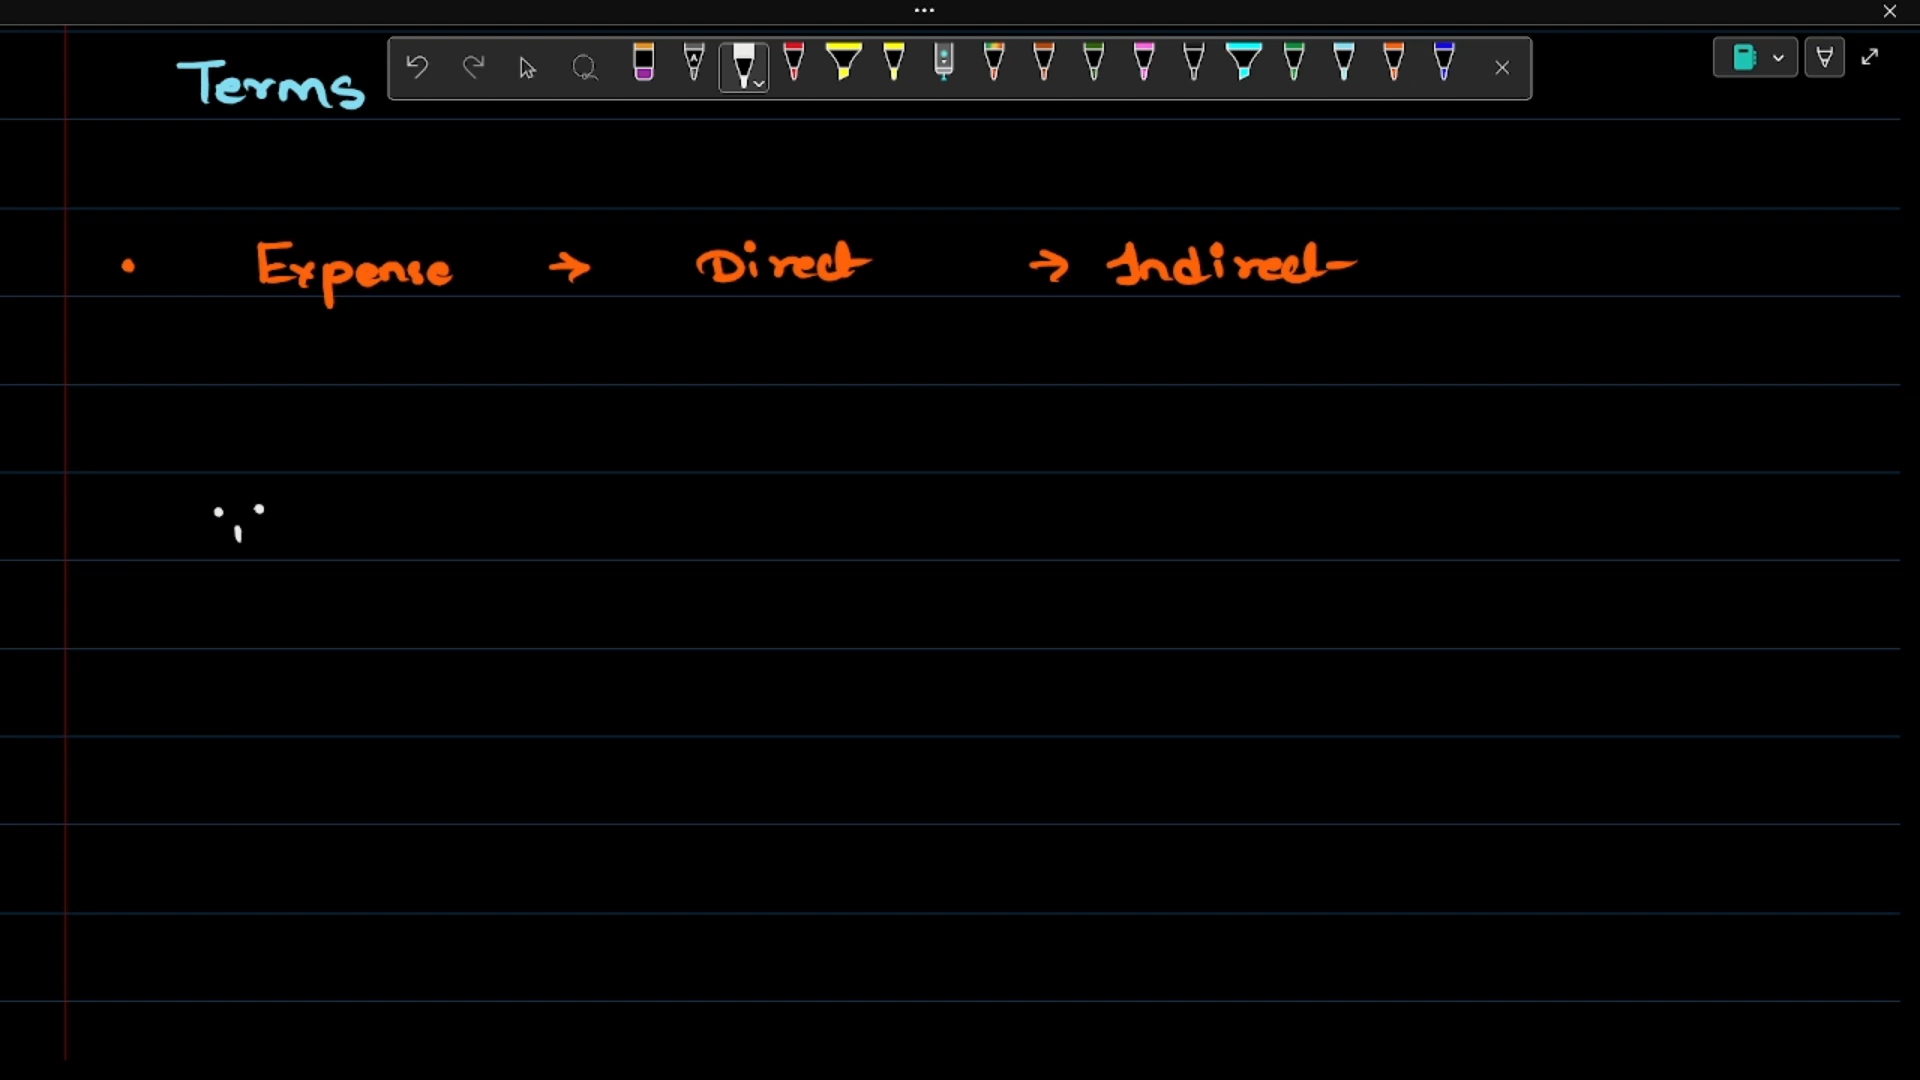 Terms
• Expense → Direct → Indirect